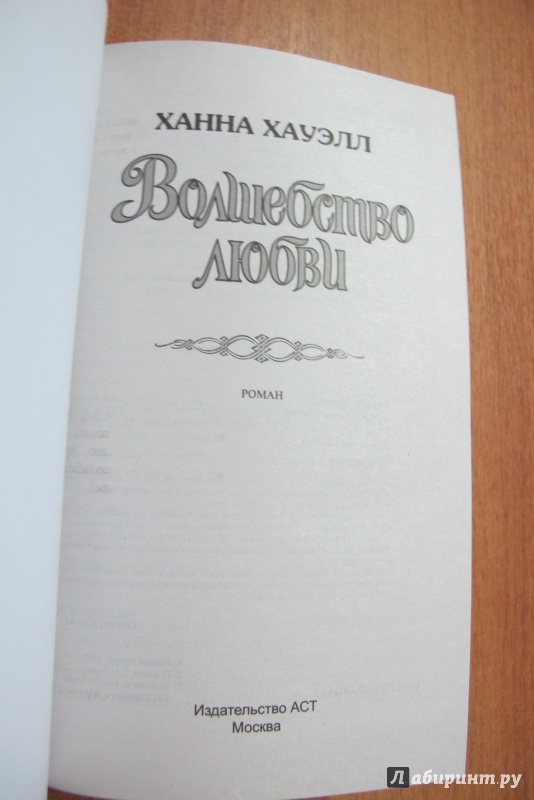 ХАННА ХАУЭЛЛ
Волшебство
любви
РОМАН
Издательство АСТ
Москва
Лабиринт.ру